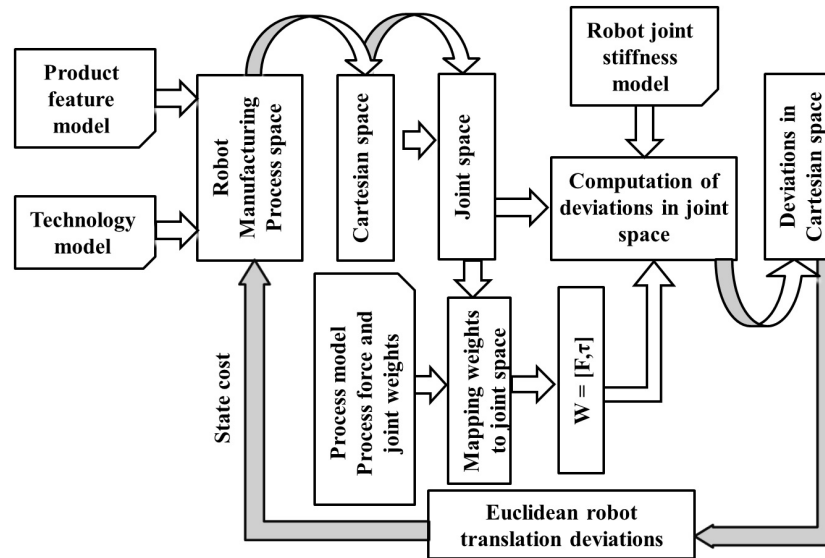 Product
feature
model
Technology
model
Robot
Manufacturing
Process space
Cartesian space
Joint space
Robot joint
stiffness
model
Computation of
deviations in joint
space
Deviations in
Cartesian space
State cost
Process model
Process force and
joint weights
Mapping weights
to joint space
W = [F,τ]
Euclidean robot
translation deviations